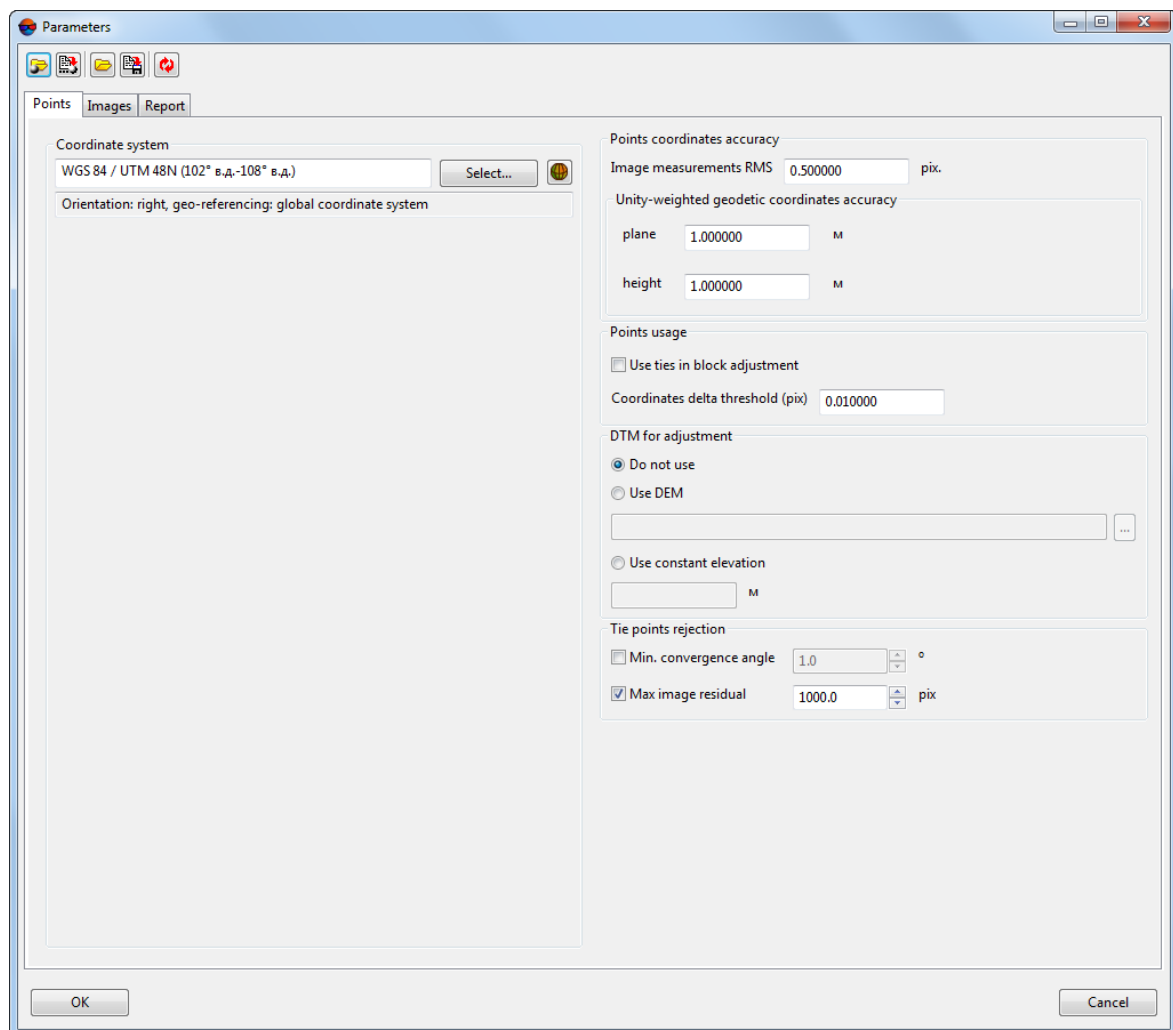 Parameters
Points Images Report
Coordinate system
WGS 84 / UTM 48N (102° в.д.-108° в.д.)
Select...
Orientation: right, geo-referencing: global coordinate system
Points coordinates accuracy
Image measurements RMS 0.500000 pix.
Unity-weighted geodetic coordinates accuracy
plane 1.000000 м
height 1.000000 м
Points usage
Use ties in block adjustment
Coordinates delta threshold (pix) 0.010000
DTM for adjustment
Do not use
Use DEM
...
Use constant elevation
м
Tie points rejection
Min. convergence angle 1.0 °
Max image residual 1000.0 pix
OK Cancel